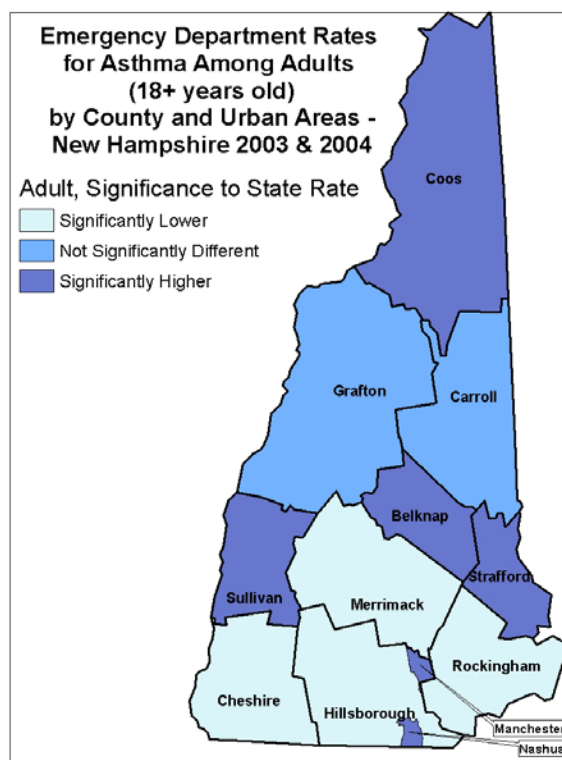 Emergency Department Rates
for Asthma Among Adults
(18+ years old)
by County and Urban Areas -
New Hampshire 2003 & 2004
Adult, Significance to State Rate
Significantly Lower
Not Significantly Different
Significantly Higher
Coos
Grafton
Carroll
Belknap
Strafford
Sullivan
Merrimack
Rockingham
Cheshire
Hillsborough
Manchester
Nashua